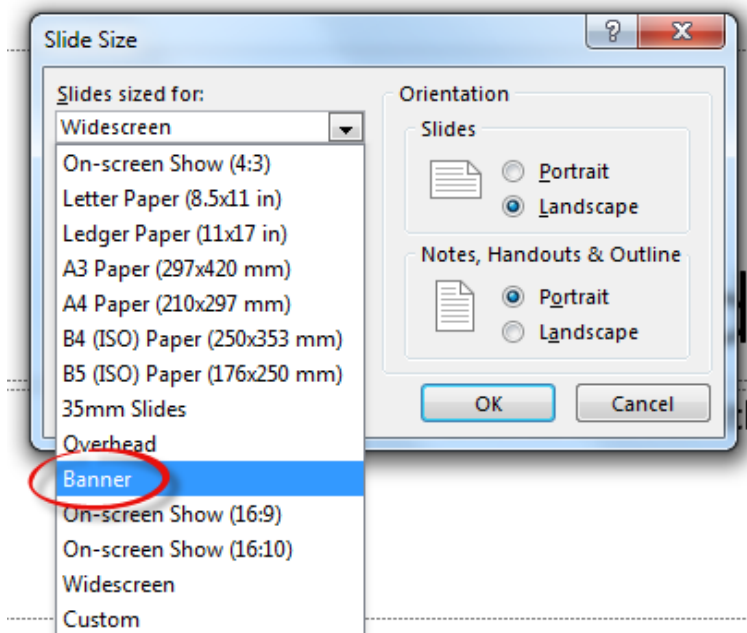 Slide Size
Slides sized for:
Widescreen
On-screen Show (4:3)
Letter Paper (8.5x11 in)
Ledger Paper (11x17 in)
A3 Paper (297x420 mm)
A4 Paper (210x297 mm)
B4 (ISO) Paper (250x353 mm)
B5 (ISO) Paper (176x250 mm)
35mm Slides
Overhead
Banner
On-screen Show (16:9)
On-screen Show (16:10)
Widescreen
Custom
Orientation
Slides
Portrait
Landscape
Notes, Handouts & Outline
Portrait
Landscape
OK
Cancel